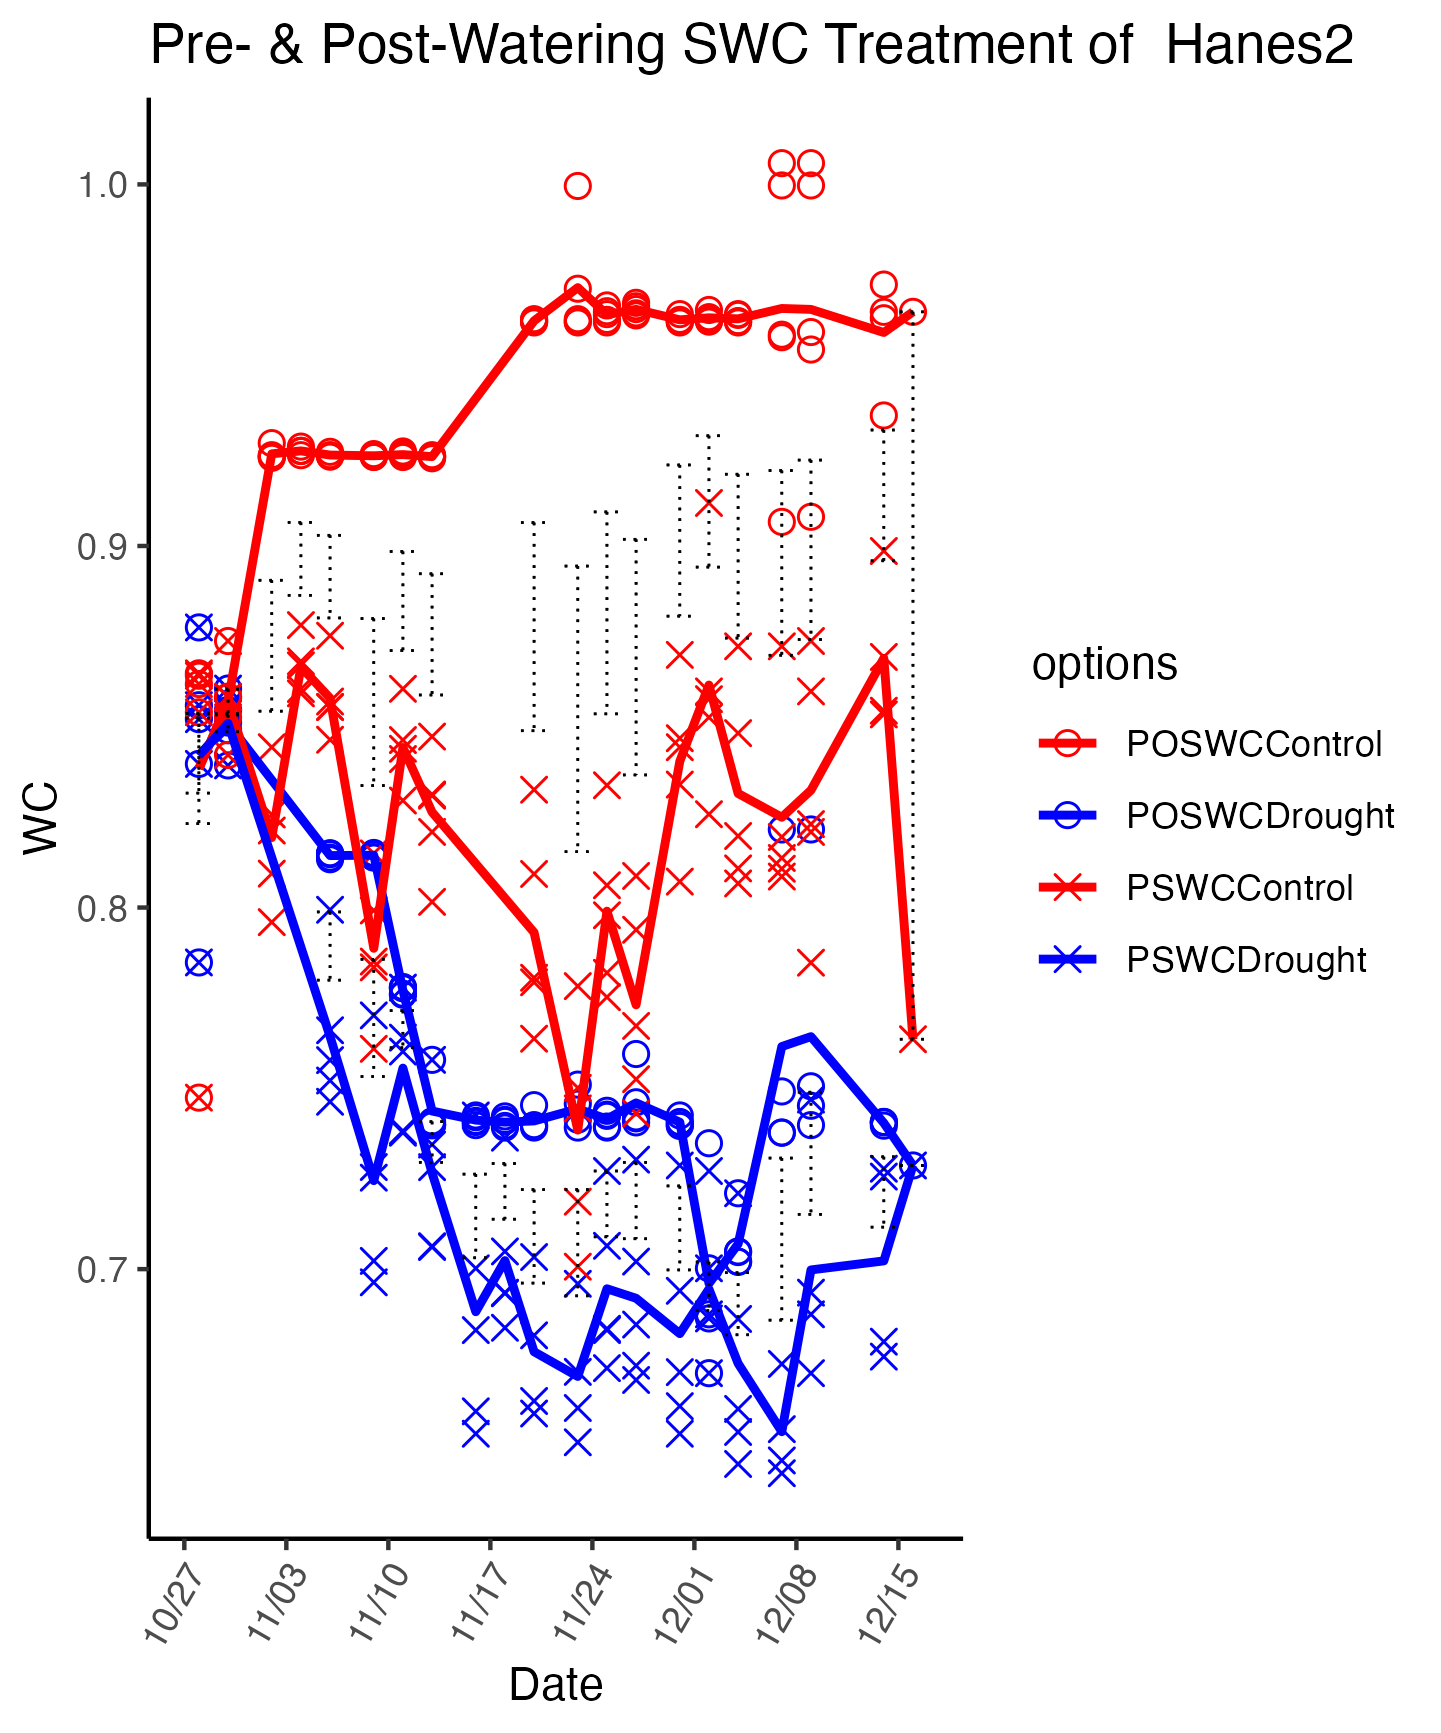 Pre- & Post-Watering SWC Treatment of  Hanes2
1.0
0.9
0.8
0.7
WC
10/27
11/03
11/10
11/17
11/24
12/01
12/08
12/15
Date
options
POSWCControl
POSWCDrought
PSWCControl
PSWCDrought